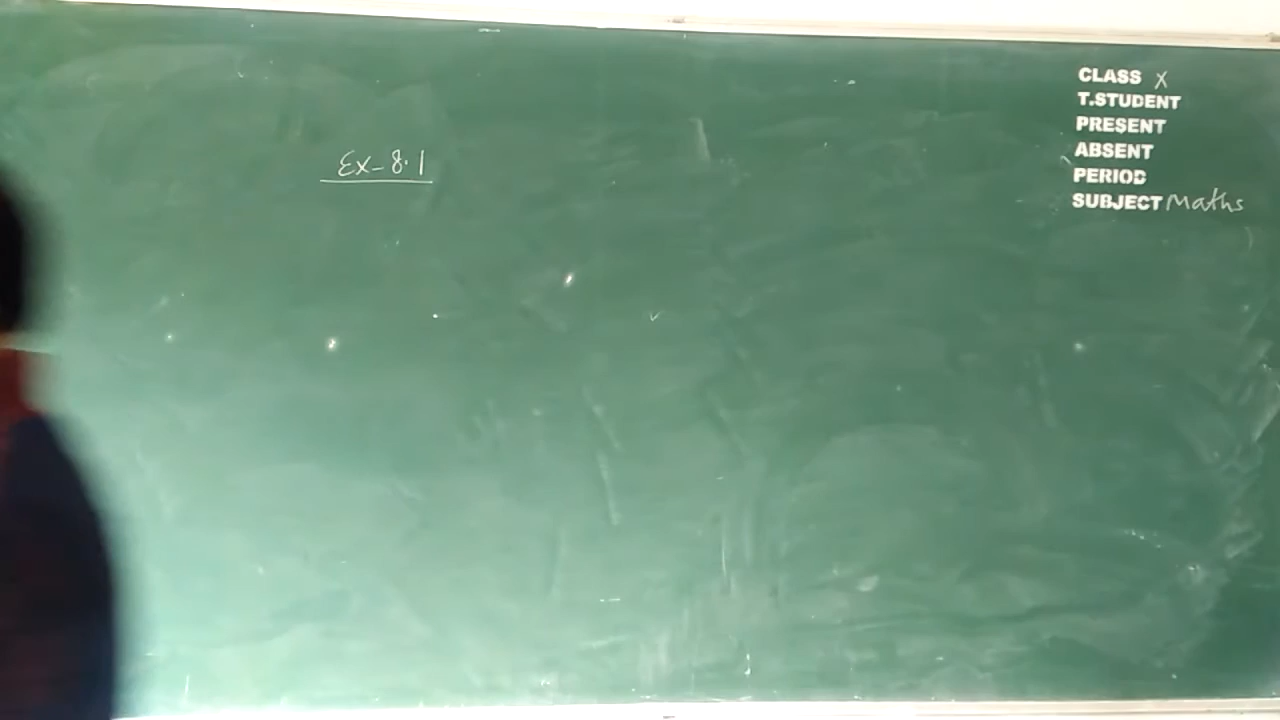 Ex-8.1
CLASS X
T.STUDENT
PRESENT
ABSENT
PERIOD
SUBJECT Maths